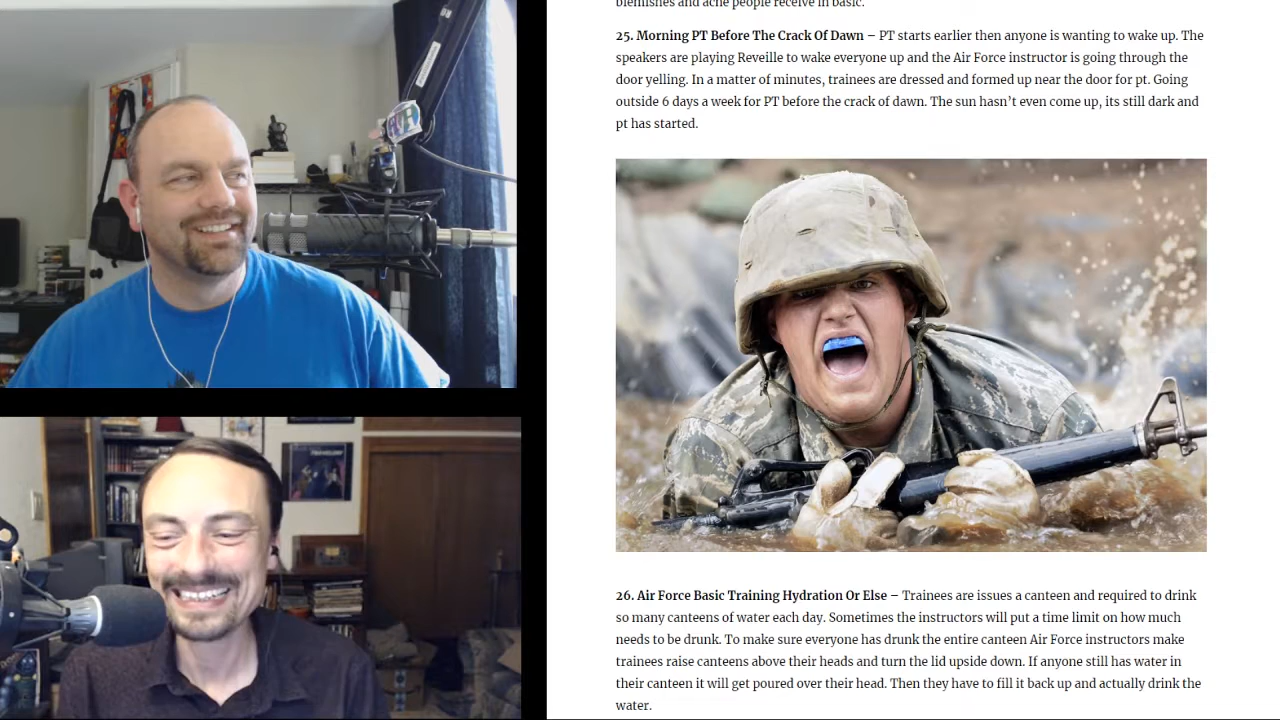 blemishes and acne people receive in basic.
25. Morning PT Before The Crack Of Dawn – PT starts earlier then anyone is wanting to wake up. The
speakers are playing Reveille to wake everyone up and the Air Force instructor is going through the
door yelling. In a matter of minutes, trainees are dressed and formed up near the door for pt. Going
outside 6 days a week for PT before the crack of dawn. The sun hasn’t even come up, its still dark and
pt has started.
26. Air Force Basic Training Hydration Or Else – Trainees are issues a canteen and required to drink
so many canteens of water each day. Sometimes the instructors will put a time limit on how much
needs to be drunk. To make sure everyone has drunk the entire canteen Air Force instructors make
trainees raise canteens above their heads and turn the lid upside down. If anyone still has water in
their canteen it will get poured over their head. Then they have to fill it back up and actually drink the
water.